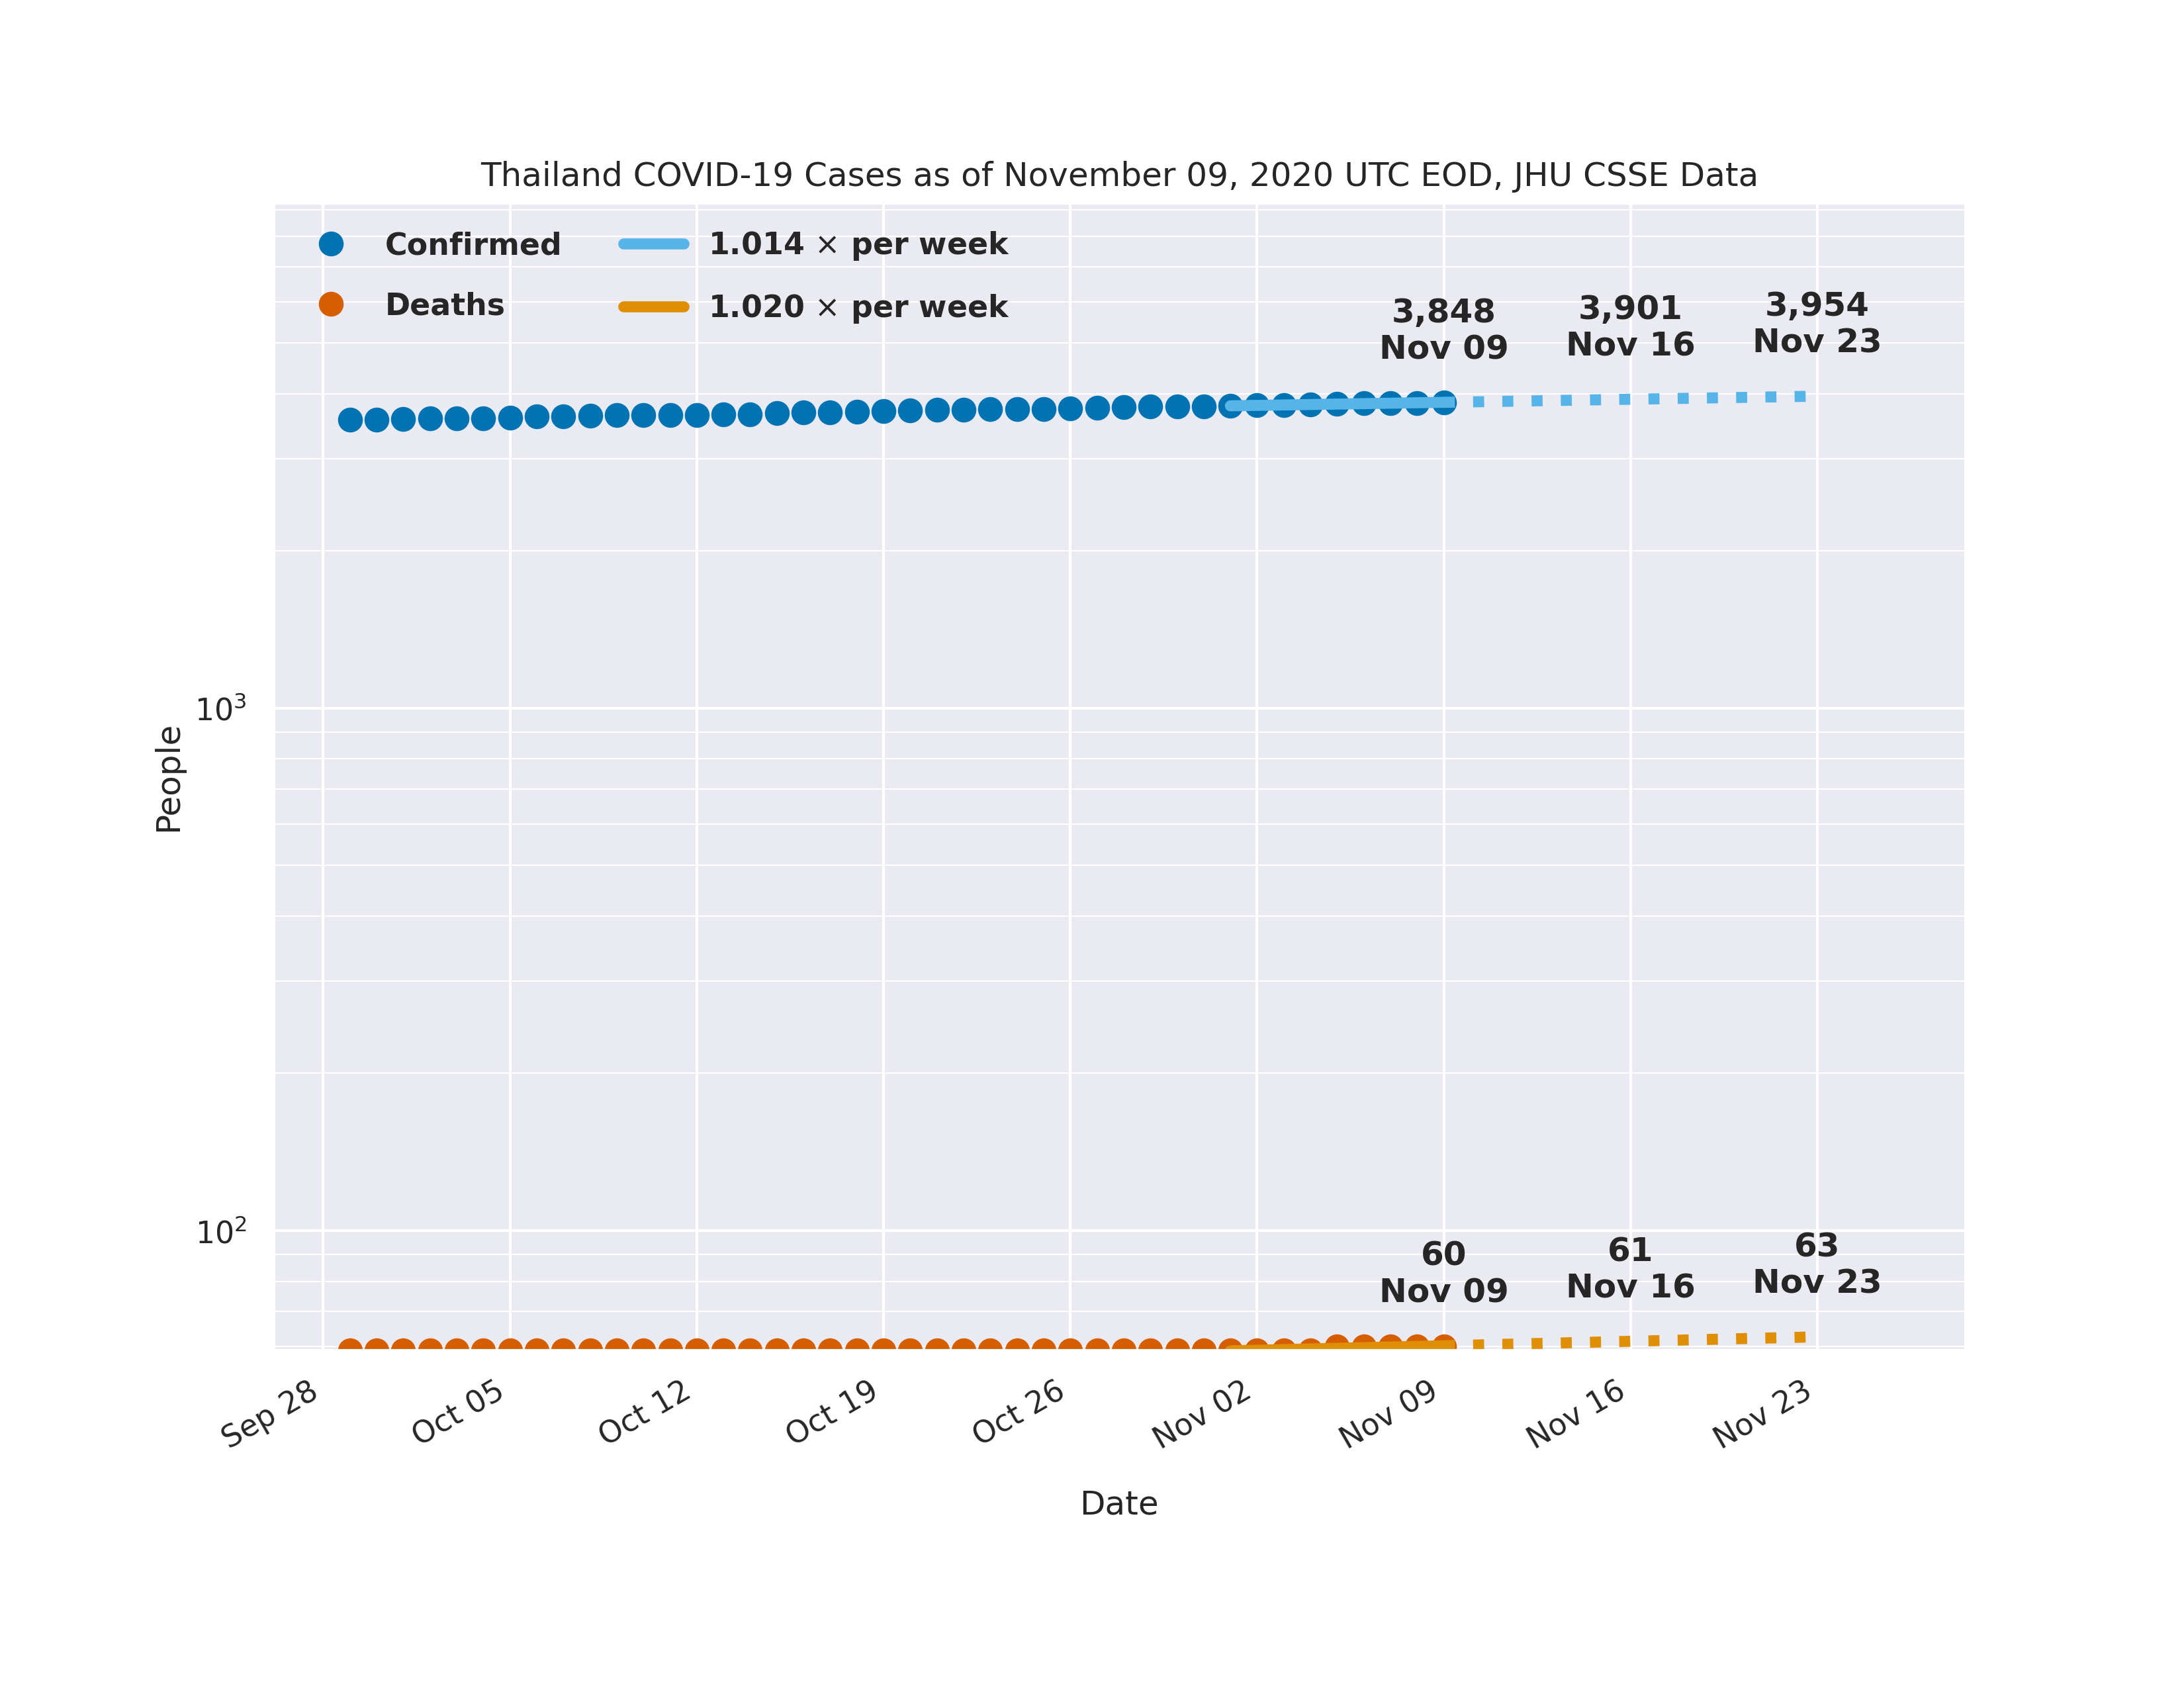 Thailand COVID-19 Cases as of November 09, 2020 UTC EOD, JHU CSSE Data
Confirmed
Deaths
1.014 × per week
1.020 × per week
3,848
Nov 09
3,901
Nov 16
3,954
Nov 23
10³
People
10²
60
Nov 09
61
Nov 16
63
Nov 23
Sep 28
Oct 05
Oct 12
Oct 19
Oct 26
Nov 02
Nov 09
Nov 16
Nov 23
Date